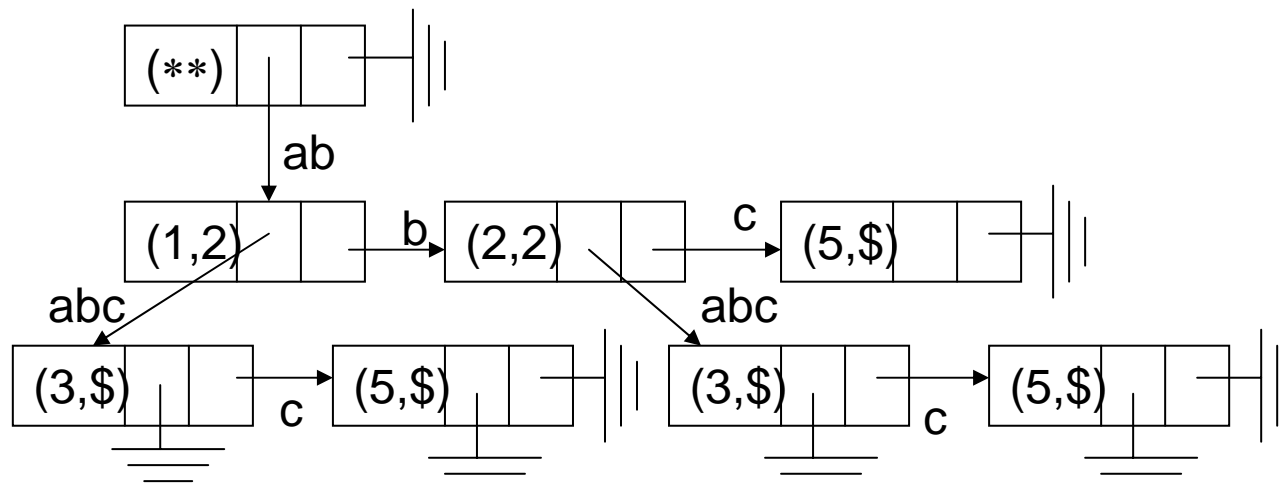 (**)
ab
(1,2) b (2,2) c (5,$)
abc abc
(3,$) c (5,$) (3,$) c (5,$)